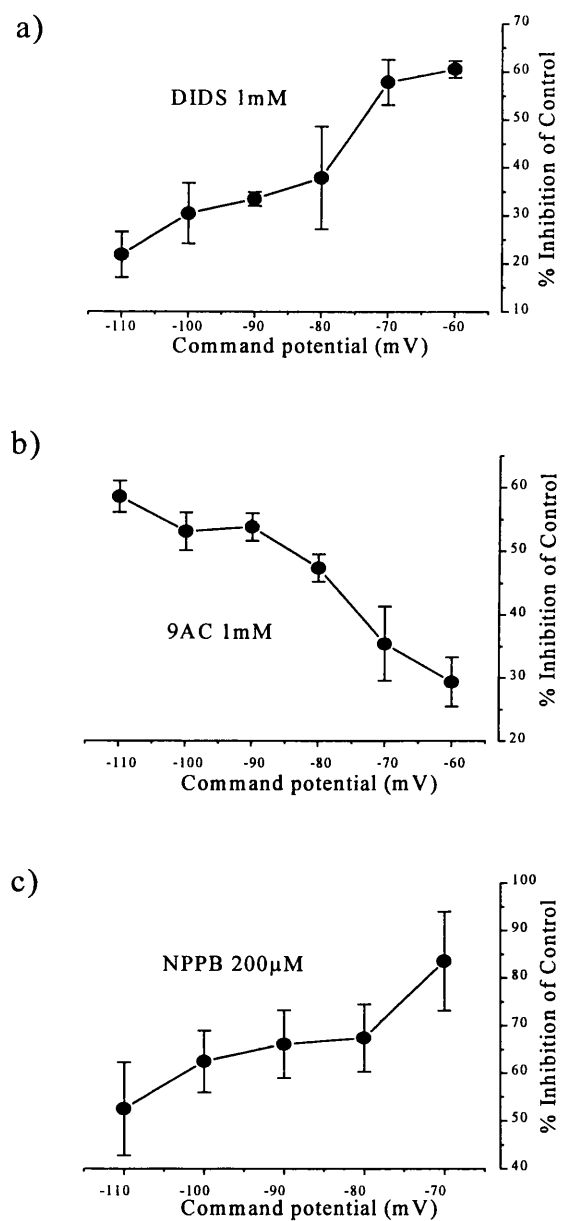 a)
DIDS 1mM
70
60
50
40
30
20
10
% Inhibition of Control
-110 -100 -90 -80 -70 -60
Command potential (mV)
b)
9AC 1mM
60
50
40
30
20
% Inhibition of Control
-110 -100 -90 -80 -70 -60
Command potential (mV)
c)
NPPB 200µM
100
90
80
70
60
50
40
% Inhibition of Control
-110 -100 -90 -80 -70
Command potential (mV)